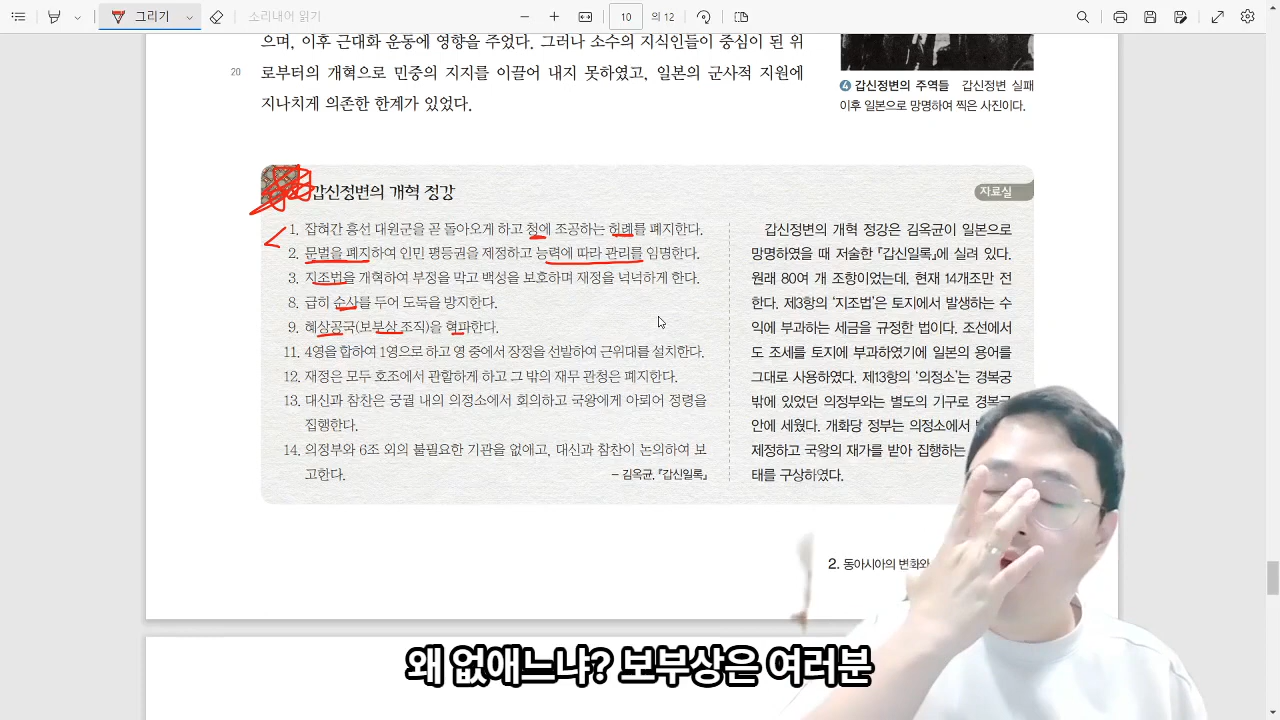 그리기
소리내어 읽기
10 의 12
으며, 이후 근대화 운동에 영향을 주었다. 그러나 소수의 지식인들이 중심이 된 위
20 로부터의 개혁으로 민중의 지지를 이끌어 내지 못하였고, 일본의 군사적 지원에
지나치게 의존한 한계가 있었다.
4 갑신정변의 주역들 갑신정변 실패
이후 일본으로 망명하여 찍은 사진이다.
갑신정변의 개혁 정강
자료실
1. 잡혀간 흥선 대원군을 곧 돌아오게 하고 청에 조공하는 허례를 폐지한다.
2. 문벌을 폐지하여 인민 평등권을 제정하고 능력에 따라 관리를 임명한다.
3. 지조법을 개혁하여 부정을 막고 백성을 보호하며 재정을 넉넉하게 한다.
8. 급히 순사를 두어 도둑을 방지한다.
9. 혜상공국(보부상 조직)을 혁파한다.
11. 4영을 합하여 1영으로 하고 영 중에서 장정을 선발하여 근위대를 설치한다.
12. 재정은 모두 호조에서 관할하게 하고 그 밖의 재무 관청은 폐지한다.
13. 대신과 참찬은 궁궐 내의 의정소에서 회의하고 국왕에게 아뢰어 정령을
집행한다.
14. 의정부와 6조 외의 불필요한 기관을 없애고, 대신과 참찬이 논의하여 보
고한다.
– 김옥균, 『갑신일록』
갑신정변의 개혁 정강은 김옥균이 일본으로
망명하였을 때 저술한 『갑신일록』에 실려 있다.
원래 80여 개 조항이었는데, 현재 14개조만 전
한다. 제3항의 '지조법'은 토지에서 발생하는 수
익에 부과하는 세금을 규정한 법이다. 조선에서
도 조세를 토지에 부과하였기에 일본의 용어를
그대로 사용하였다. 제13항의 '의정소'는 경복궁
밖에 있었던 의정부와는 별도의 기구로 경복궁
안에 세웠다. 개화당 정부는 의정소에서
제정하고 국왕의 재가를 받아 집행하는
태를 구상하였다.
2. 동아시아의 변화와
왜 없애느냐? 보부상은 여러분